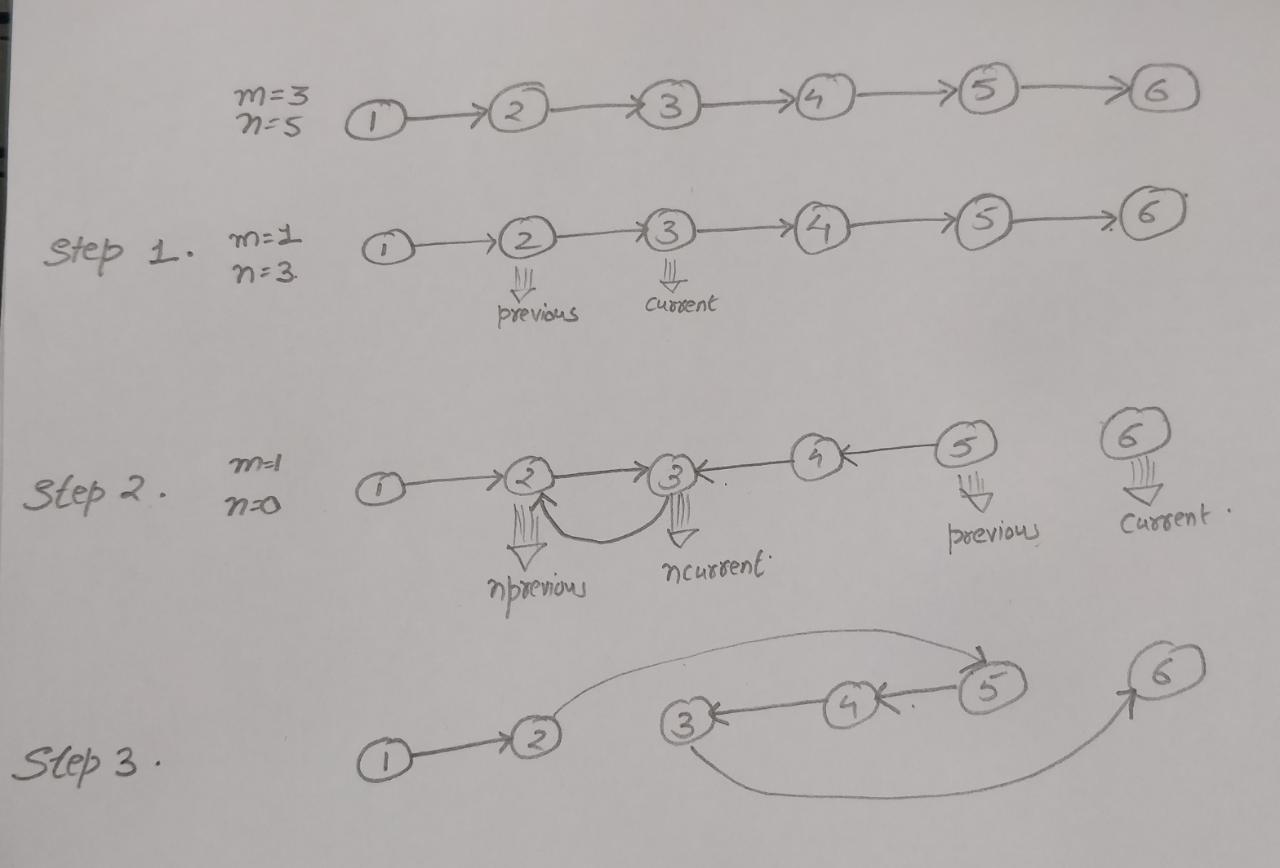 m=3
n=5
1 2 3 4 5 6
Step 1. m=1
n=3.
1 2 3 4 5 6
previous current
Step 2. m=1
n=0
1 2 3 4 5 6
nprevious ncurrent. previous current.
Step 3.
1 2 3 4 5 6